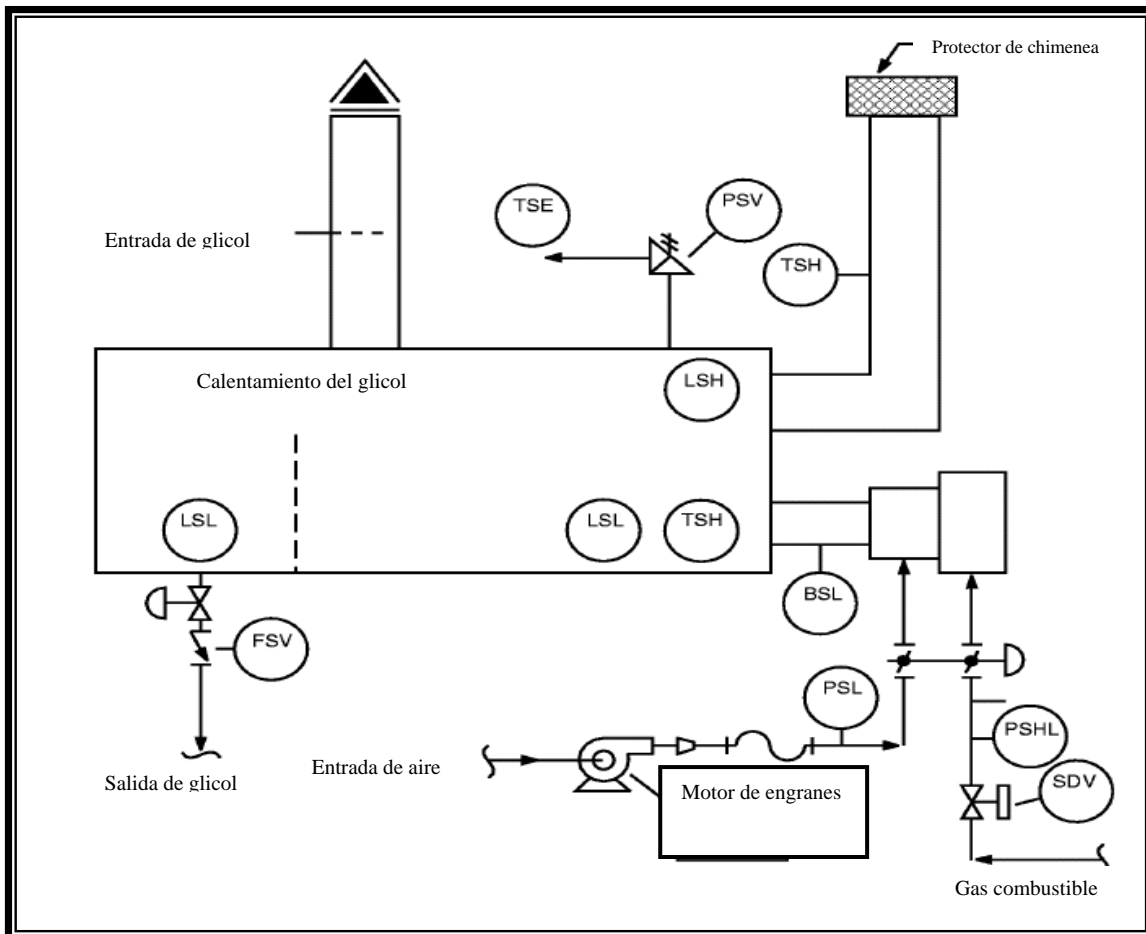 Protector de chimenea
TSE
PSV
Entrada de glicol
TSH
Calentamiento del glicol
LSH
LSL
LSL
TSH
BSL
FSV
PSL
PSHL
Salida de glicol
Entrada de aire
Motor de engranes
SDV
Gas combustible